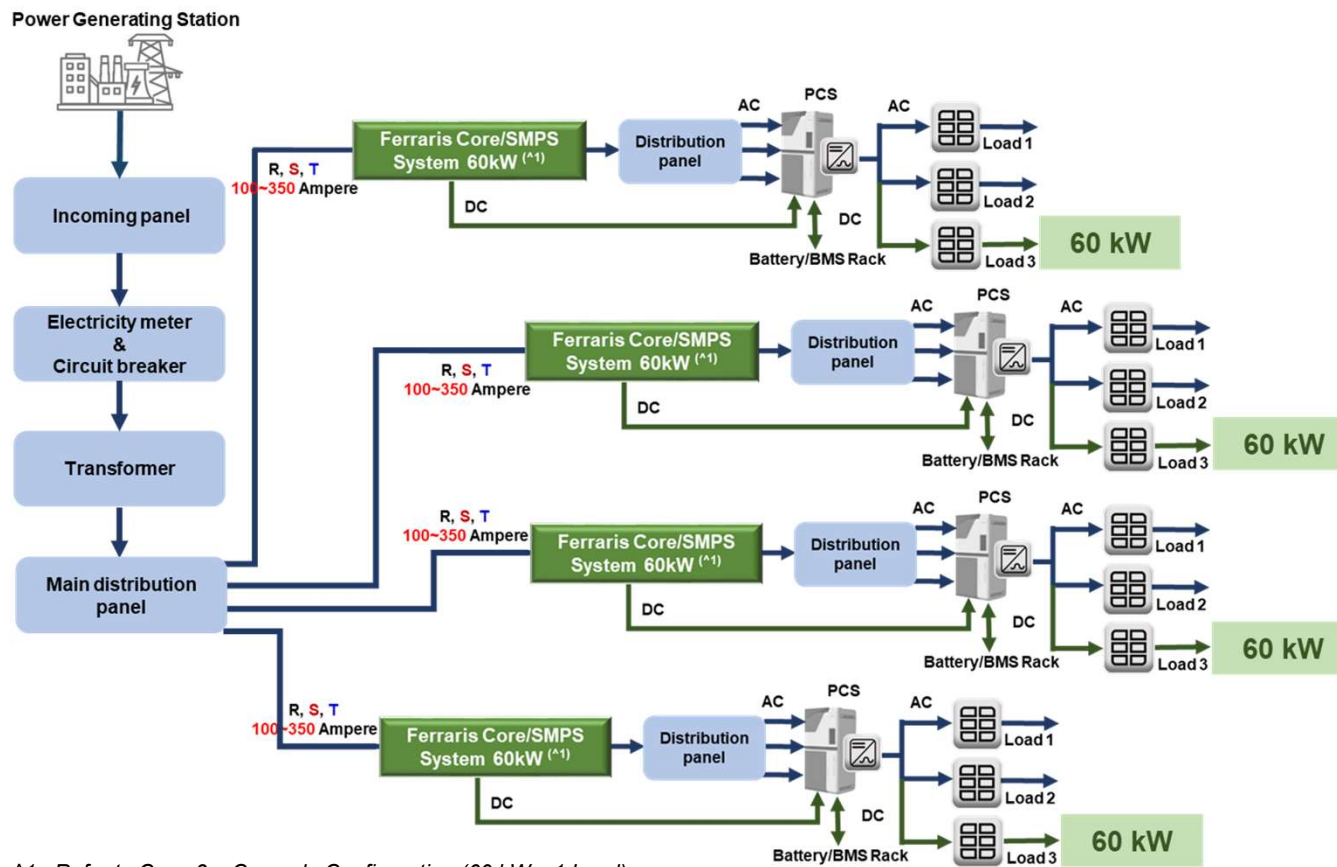 Power Generating Station
Incoming panel
Electricity meter
&
Circuit breaker
Transformer
Main distribution
panel
R, S, T
100~350 Ampere
Ferraris Core/SMPS
System 60kW (^1)
DC
Distribution
panel
AC
PCS
DC
Battery/BMS Rack
AC
Load 1
Load 2
Load 3
60 kW
R, S, T
100~350 Ampere
Ferraris Core/SMPS
System 60kW (^1)
DC
Distribution
panel
AC
PCS
DC
Battery/BMS Rack
AC
Load 1
Load 2
Load 3
60 kW
R, S, T
100~350 Ampere
Ferraris Core/SMPS
System 60kW (^1)
DC
Distribution
panel
AC
PCS
DC
Battery/BMS Rack
AC
Load 1
Load 2
Load 3
60 kW
R, S, T
100~350 Ampere
Ferraris Core/SMPS
System 60kW (^1)
DC
Distribution
panel
AC
PCS
DC
Battery/BMS Rack
AC
Load 1
Load 2
Load 3
60 kW